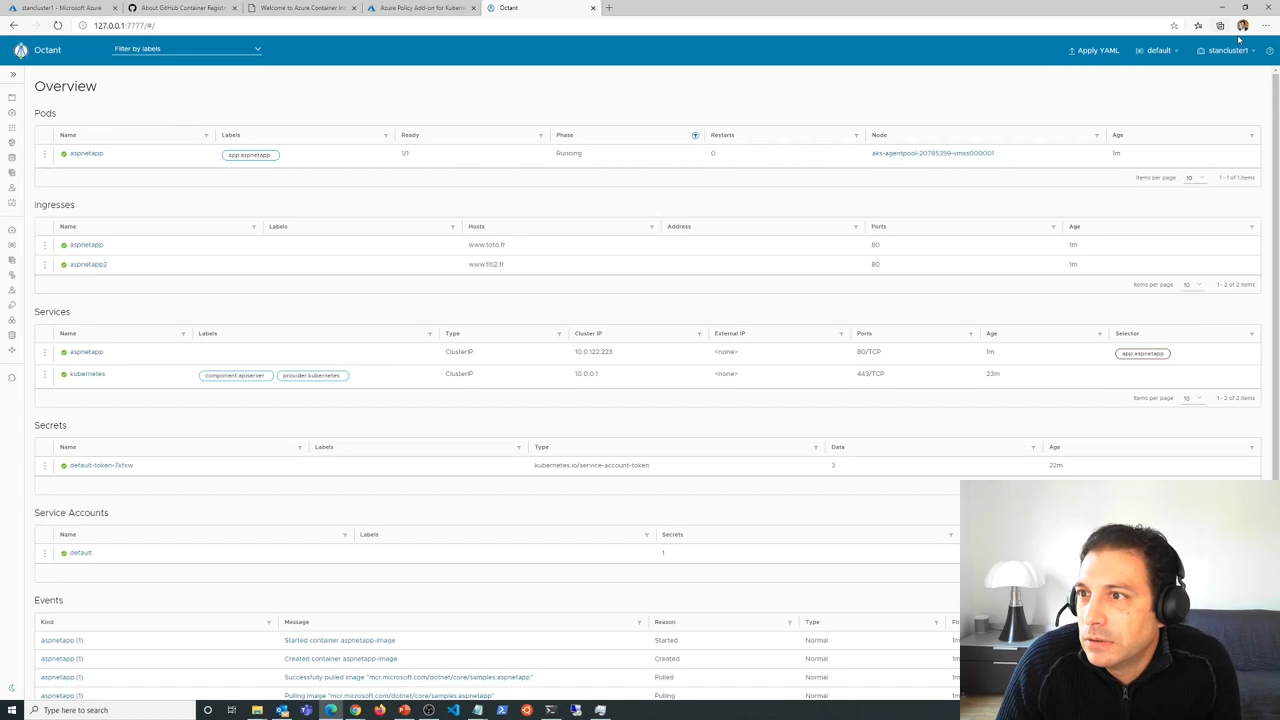 stancluster1 - Microsoft Azure
About GitHub Container Registry
Welcome to Azure Container In
Azure Policy Add-on for Kubern
Octant
127.0.0.1:7777/#/
Octant
Filter by labels
Apply YAML
default
stancluster1
Overview
Pods
Name Labels Ready Phase Restarts Node Age
aspnetapp app:aspnetapp 1/1 Running 0 aks-agentpool-20785359-vmss000001 1m
Items per page 10 1 - 1 of 1 items
Ingresses
Name Labels Hosts Address Ports Age
aspnetapp www.toto.fr 80 1m
aspnetapp2 www.titi2.fr 80 1m
Items per page 10 1 - 2 of 2 items
Services
Name Labels Type Cluster IP External IP Ports Age Selector
aspnetapp ClusterIP 10.0.122.223 <none> 80/TCP 1m app:aspnetapp
kubernetes component:apiserver provider:kubernetes ClusterIP 10.0.0.1 <none> 443/TCP 23m
Items per page 10 1 - 2 of 2 items
Secrets
Name Labels Type Data Age
default-token-7kfxw kubernetes.io/service-account-token 3 22m
Service Accounts
Name Labels Secrets
default 1
Events
Kind Message Reason Type
aspnetapp (1) Started container aspnetapp-image Started Normal 1m
aspnetapp (1) Created container aspnetapp-image Created Normal 1m
aspnetapp (1) Successfully pulled image "mcr.microsoft.com/dotnet/core/samples:aspnetapp" Pulled Normal 1m
aspnetapp (1) Pulling image "mcr.microsoft.com/dotnet/core/samples:aspnetapp" Pulling Normal 1m
Type here to search